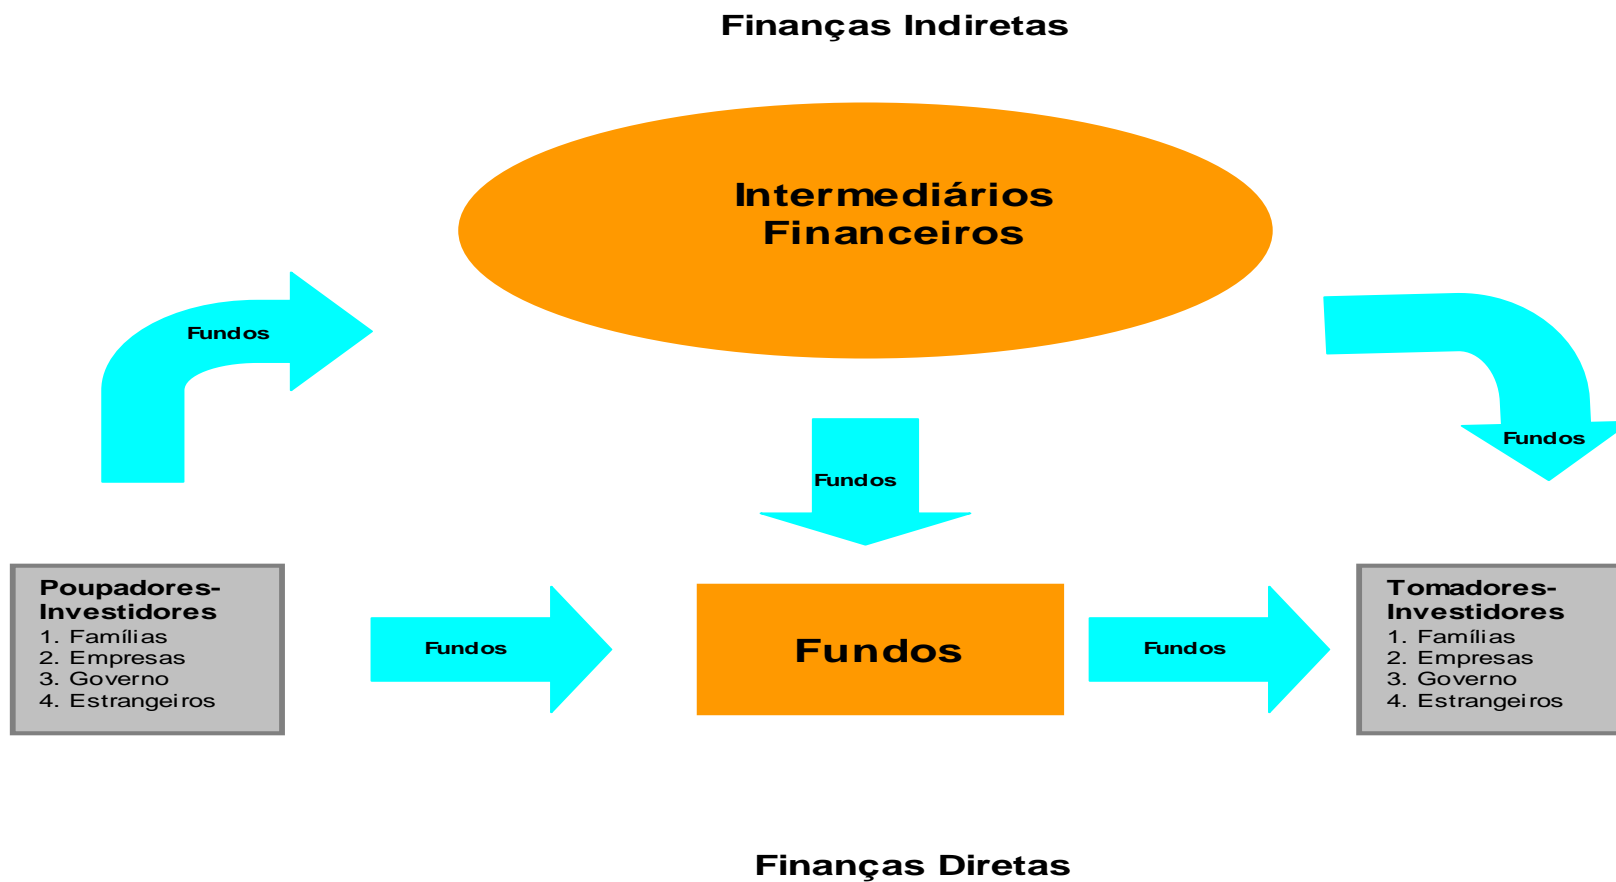 Finanças Indiretas
Intermediários
Financeiros
Fundos
Fundos
Fundos
Poupadores-
Investidores
1. Famílias
2. Empresas
3. Governo
4. Estrangeiros
Fundos
Fundos
Fundos
Tomadores-
Investidores
1. Famílias
2. Empresas
3. Governo
4. Estrangeiros
Finanças Diretas